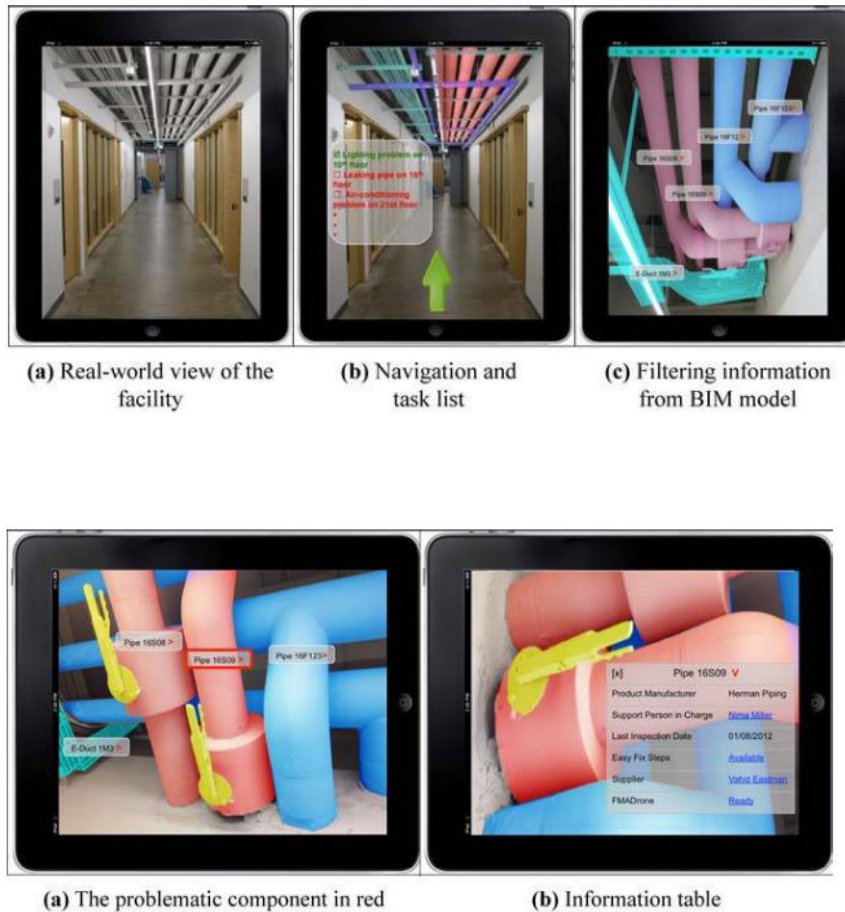 ☑ Lighting problem on
10th floor
☐ Leaking pipe on 16th
floor
☐ Air-conditioning
problem on 21st floor
Pipe 16F123>
Pipe 16F12 >
Pipe 16S08 >
Pipe 16S09 >
E-Duct 1M3 >
(a) Real-world view of the
facility
(b) Navigation and
task list
(c) Filtering information
from BIM model
Pipe 16S08 >
Pipe 16S09 >
Pipe 16F123>
E-Duct 1M3 >
[x] Pipe 16S09 V
Product Manufacturer Herman Piping
Support Person in Charge Nima Miller
Last Inspection Date 01/08/2012
Easy Fix Steps Available
Supplier Vahid Eastman
FMADrone Ready
(a) The problematic component in red
(b) Information table